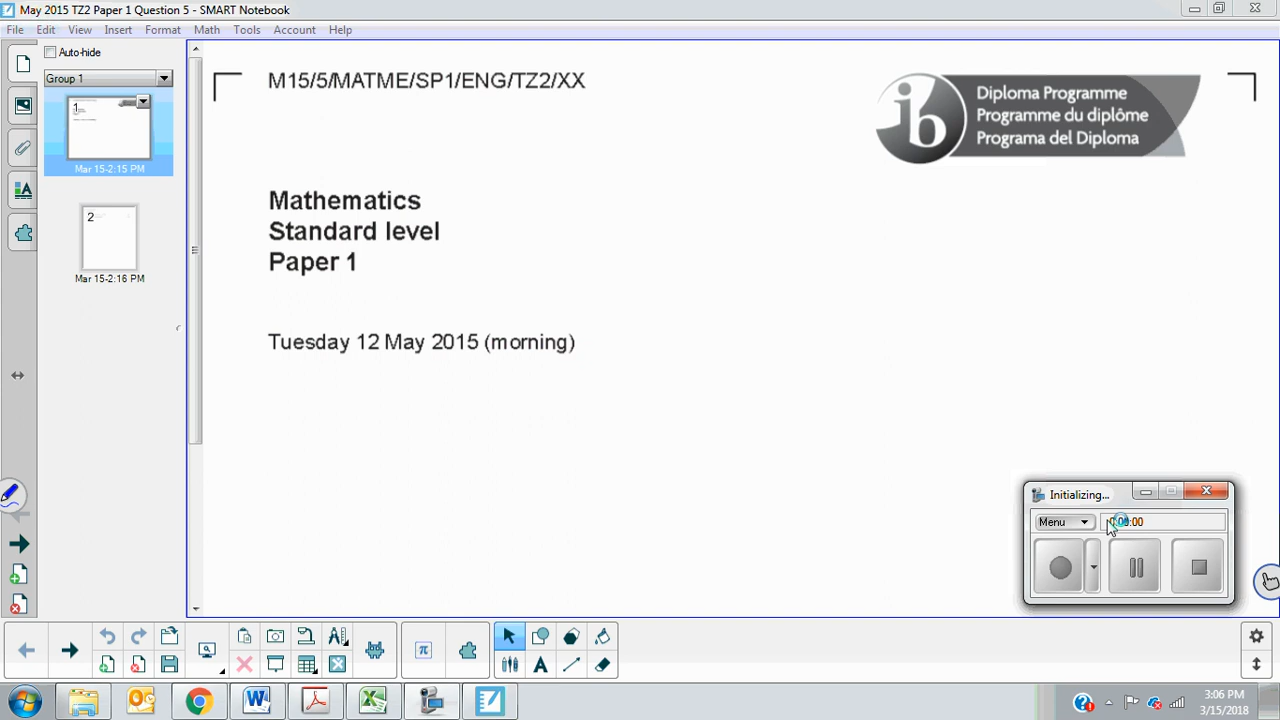 May 2015 TZ2 Paper 1 Question 5 - SMART Notebook
File Edit View Insert Format Math Tools Account Help
Auto-hide
Group 1
1
Mar 15-2:15 PM
2
Mar 15-2:16 PM
M15/5/MATME/SP1/ENG/TZ2/XX
ib
Diploma Programme
Programme du diplôme
Programa del Diploma
Mathematics
Standard level
Paper 1
Tuesday 12 May 2015 (morning)
Initializing...
Menu
3:06 PM
3/15/2018